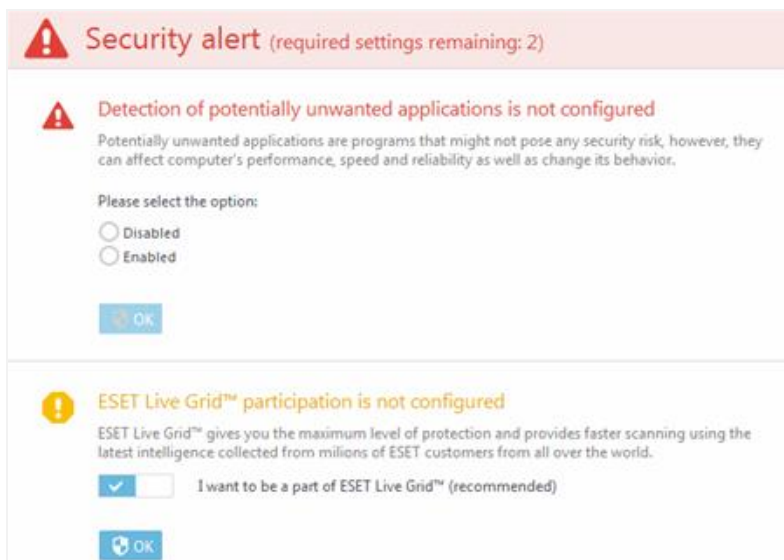 Security alert (required settings remaining: 2)
Detection of potentially unwanted applications is not configured
Potentially unwanted applications are programs that might not pose any security risk, however, they
can affect computer's performance, speed and reliability as well as change its behavior.
Please select the option:
Disabled
Enabled
OK
ESET Live Grid™ participation is not configured
ESET Live Grid™ gives you the maximum level of protection and provides faster scanning using the
latest intelligence collected from milions of ESET customers from all over the world.
I want to be a part of ESET Live Grid™ (recommended)
OK